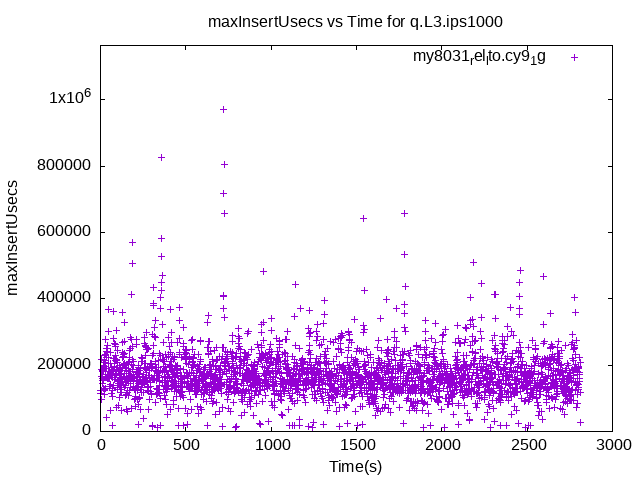 maxInsertUsecs vs Time for q.L3.ips1000
my8031_rel_lto.cy9_1g
1x10^6
800000
600000
400000
200000
0
maxInsertUsecs
0 500 1000 1500 2000 2500 3000
Time(s)